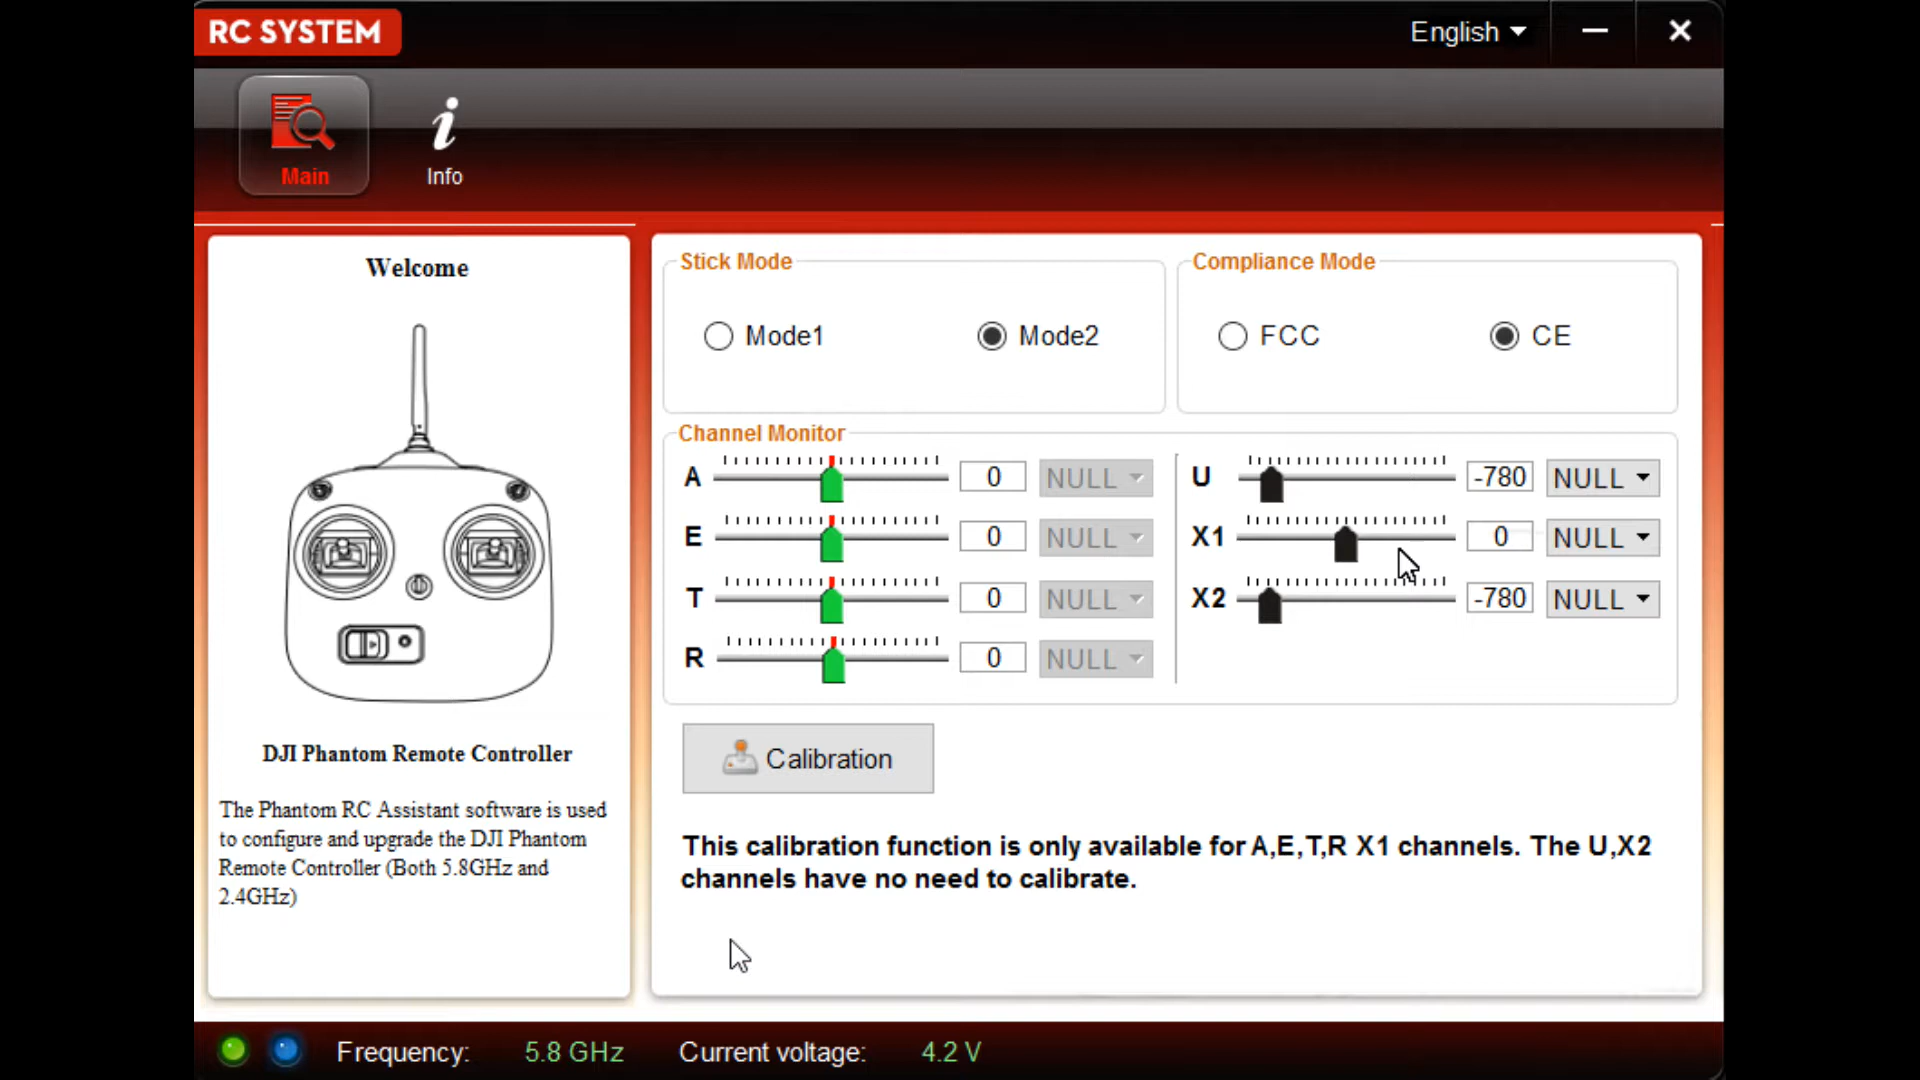 RC SYSTEM
English
Main
Info
Welcome
DJI Phantom Remote Controller
The Phantom RC Assistant software is used
to configure and upgrade the DJI Phantom
Remote Controller (Both 5.8GHz and
2.4GHz)
Stick Mode
Mode1 Mode2
Compliance Mode
FCC CE
Channel Monitor
A 0 NULL
E 0 NULL
T 0 NULL
R 0 NULL
U -780 NULL
X1 0 NULL
X2 -780 NULL
Calibration
This calibration function is only available for A,E,T,R X1 channels. The U,X2
channels have no need to calibrate.
Frequency: 5.8 GHz Current voltage: 4.2 V